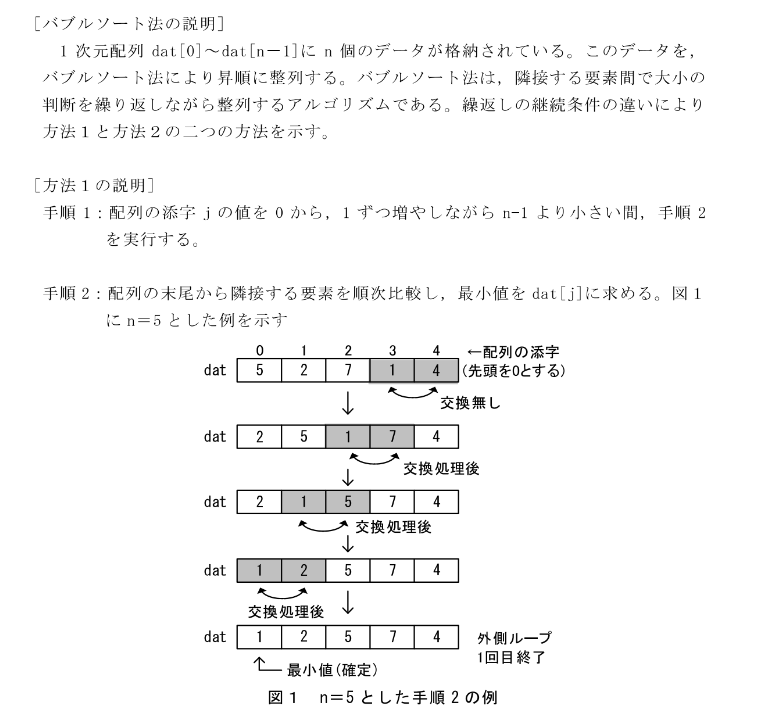 [バブルソート法の説明]
1次元配列 dat[0]～dat[n－1]に n 個のデータが格納されている。このデータを，
バブルソート法により昇順に整列する。バブルソート法は，隣接する要素間で大小の
判断を繰り返しながら整列するアルゴリズムである。繰返しの継続条件の違いにより
方法１と方法２の二つの方法を示す。
[方法１の説明]
手順 1：配列の添字 j の値を 0 から，1 ずつ増やしながら n-1 より小さい間，手順 2
を実行する。
手順 2：配列の末尾から隣接する要素を順次比較し，最小値を dat[j]に求める。図１
に n＝5 とした例を示す
0 1 2 3 4 ←配列の添字
dat 5 2 7 1 4 (先頭を0とする)
交換無し
dat 2 5 1 7 4
交換処理後
dat 2 1 5 7 4
交換処理後
dat 1 2 5 7 4
交換処理後
dat 1 2 5 7 4 外側ループ
1回目終了
最小値(確定)
図１ n＝5 とした手順 2 の例